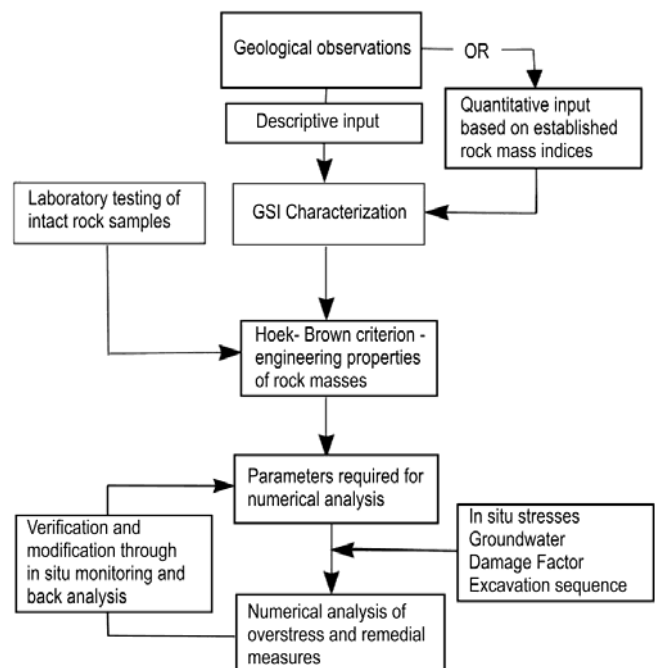 Geological observations
OR
Descriptive input
Quantitative input
based on established
rock mass indices
Laboratory testing of
intact rock samples
GSI Characterization
Hoek- Brown criterion -
engineering properties
of rock masses
Parameters required for
numerical analysis
Verification and
modification through
in situ monitoring and
back analysis
In situ stresses
Groundwater
Damage Factor
Excavation sequence
Numerical analysis of
overstress and remedial
measures